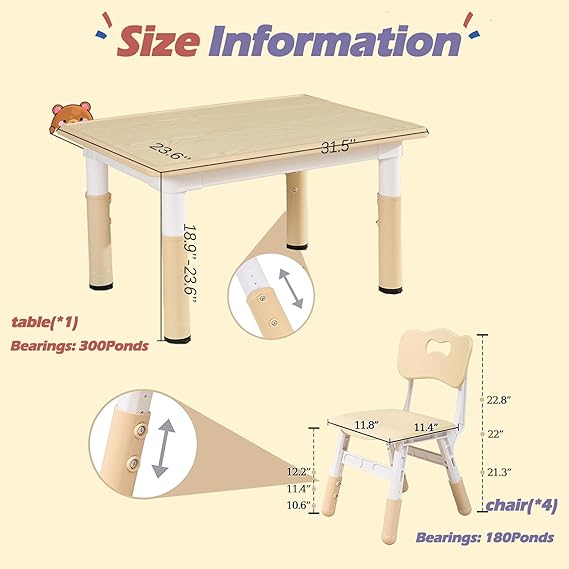 Size Information
23.6"
31.5"
18.9"-23.6"
table(*1)
Bearings: 300Ponds
22.8"
11.8"
11.4"
22"
12.2"
21.3"
11.4"
10.6"
chair(*4)
Bearings: 180Ponds